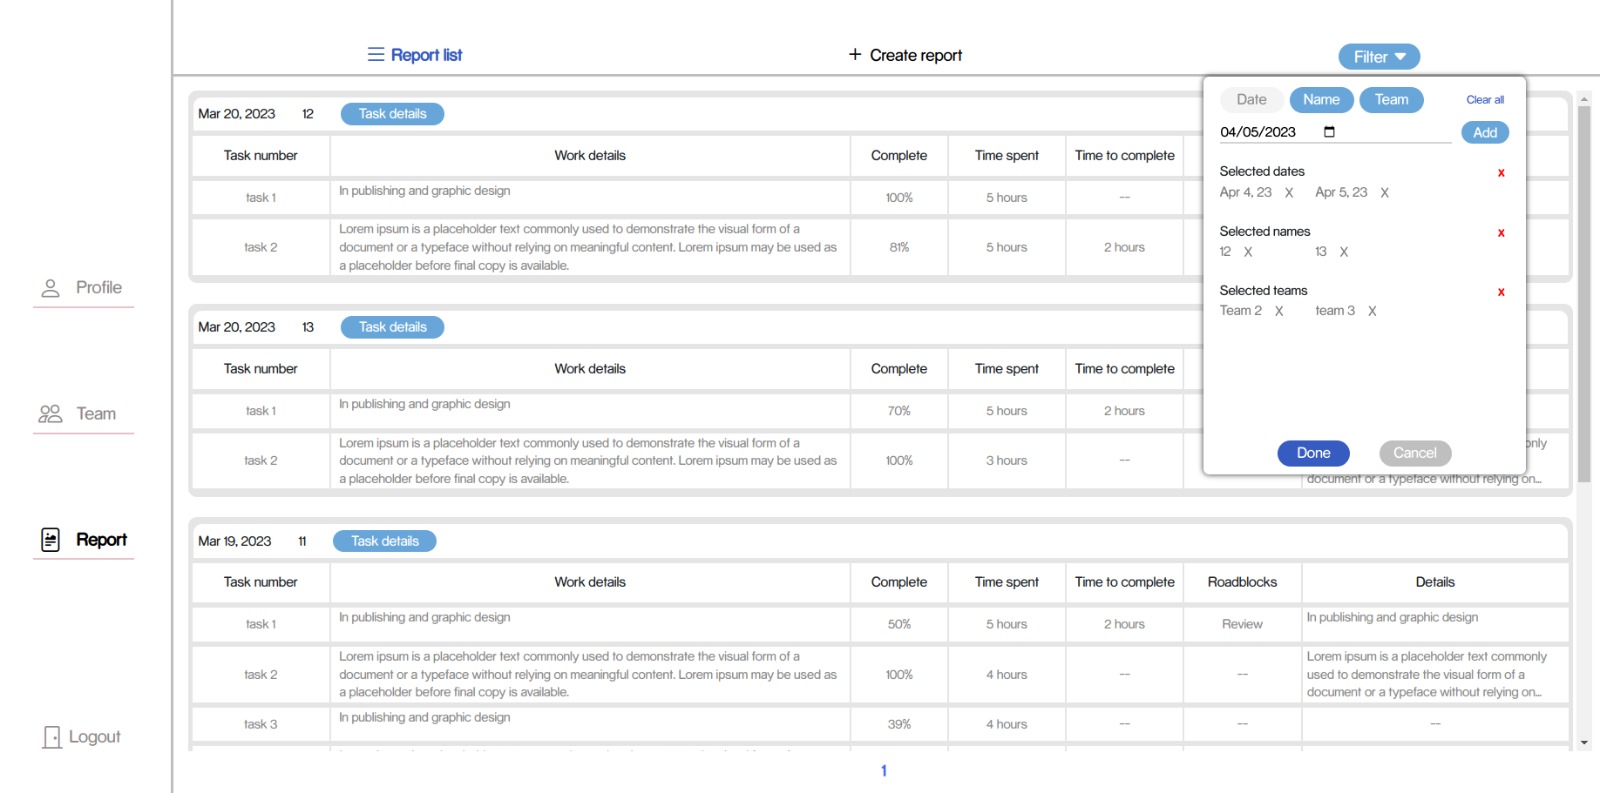 Report list
+ Create report
Filter
Profile
Team
Report
Logout
Date Name Team Clear all
04/05/2023 Add
Selected dates x
Apr 4, 23 X Apr 5, 23 X
Selected names x
12 X 13 X
Selected teams x
Team 2 X team 3 X
Done Cancel
Mar 20, 2023 12 Task details
Task number Work details Complete Time spent Time to complete
task 1 In publishing and graphic design 100% 5 hours --
task 2 Lorem ipsum is a placeholder text commonly used to demonstrate the visual form of a
document or a typeface without relying on meaningful content. Lorem ipsum may be used as
a placeholder before final copy is available.
81% 5 hours 2 hours
Mar 20, 2023 13 Task details
Task number Work details Complete Time spent Time to complete
task 1 In publishing and graphic design 70% 5 hours 2 hours
task 2 Lorem ipsum is a placeholder text commonly used to demonstrate the visual form of a
document or a typeface without relying on meaningful content. Lorem ipsum may be used as
a placeholder before final copy is available.
100% 3 hours --
only
document or a typeface without relying on...
Mar 19, 2023 11 Task details
Task number Work details Complete Time spent Time to complete Roadblocks Details
task 1 In publishing and graphic design 50% 5 hours 2 hours Review In publishing and graphic design
task 2 Lorem ipsum is a placeholder text commonly used to demonstrate the visual form of a
document or a typeface without relying on meaningful content. Lorem ipsum may be used as
a placeholder before final copy is available.
100% 4 hours -- --
Lorem ipsum is a placeholder text commonly
used to demonstrate the visual form of a
document or a typeface without relying on...
task 3 In publishing and graphic design 39% 4 hours -- -- --
1